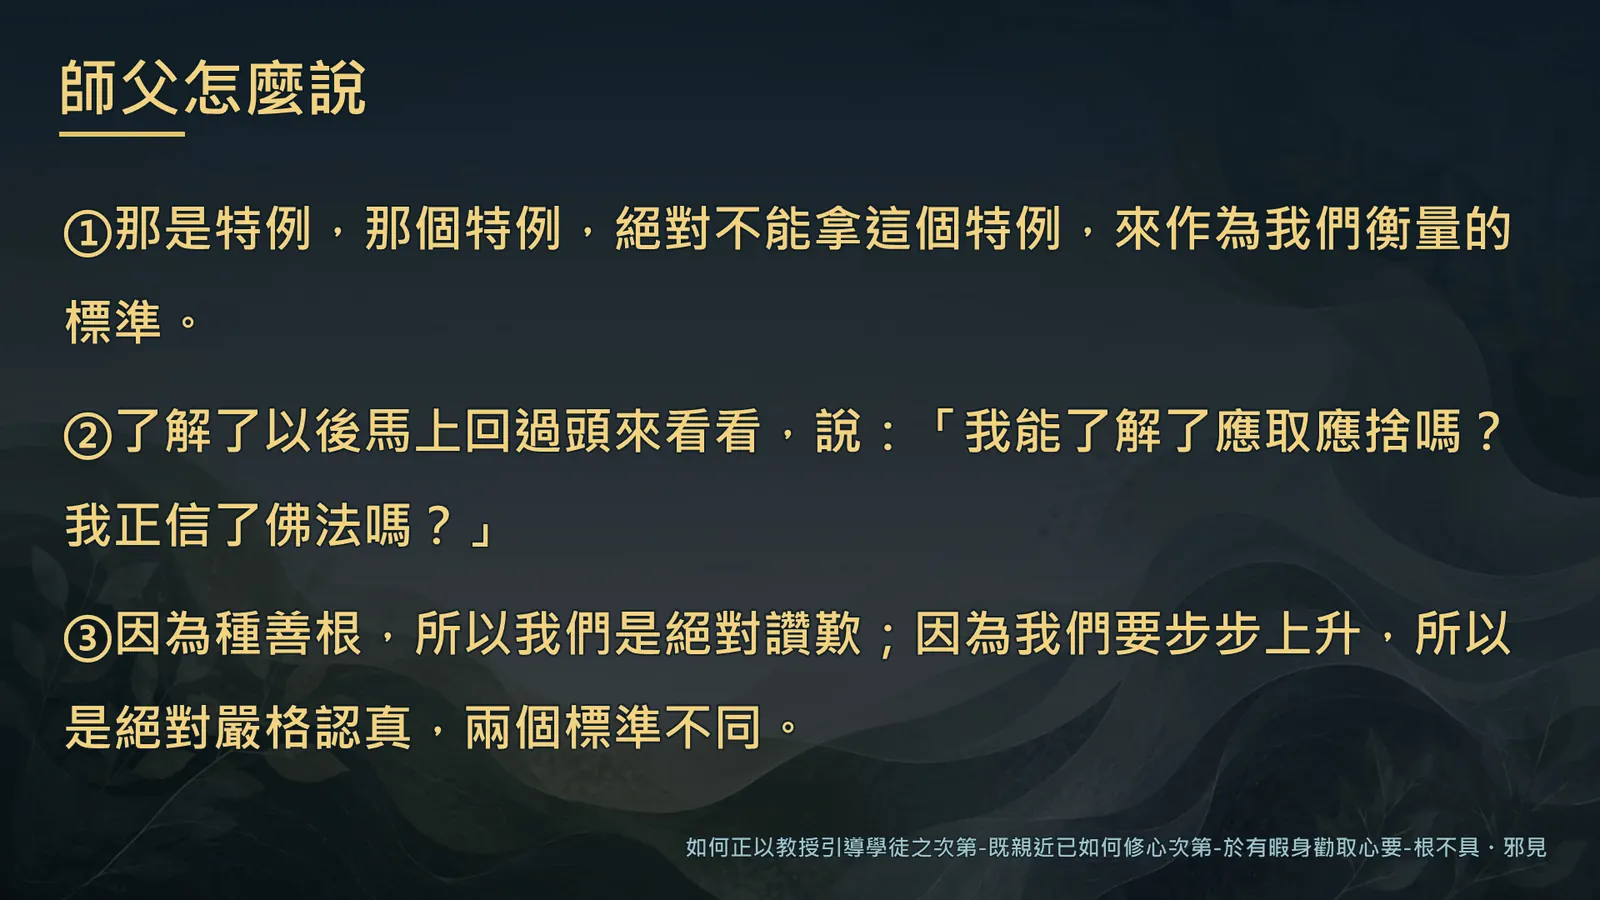 師父怎麼說
①那是特例，那個特例，絕對不能拿這個特例，來作為我們衡量的
標準。
②了解了以後馬上回過頭來看看，說：「我能了解了應取應捨嗎？
我正信了佛法嗎？」
③因為種善根，所以我們是絕對讚歎；因為我們要步步上升，所以
是絕對嚴格認真，兩個標準不同。
如何正以教授引導學徒之次第-既親近已如何修心次第-於有暇身勸取心要-根不具．邪見